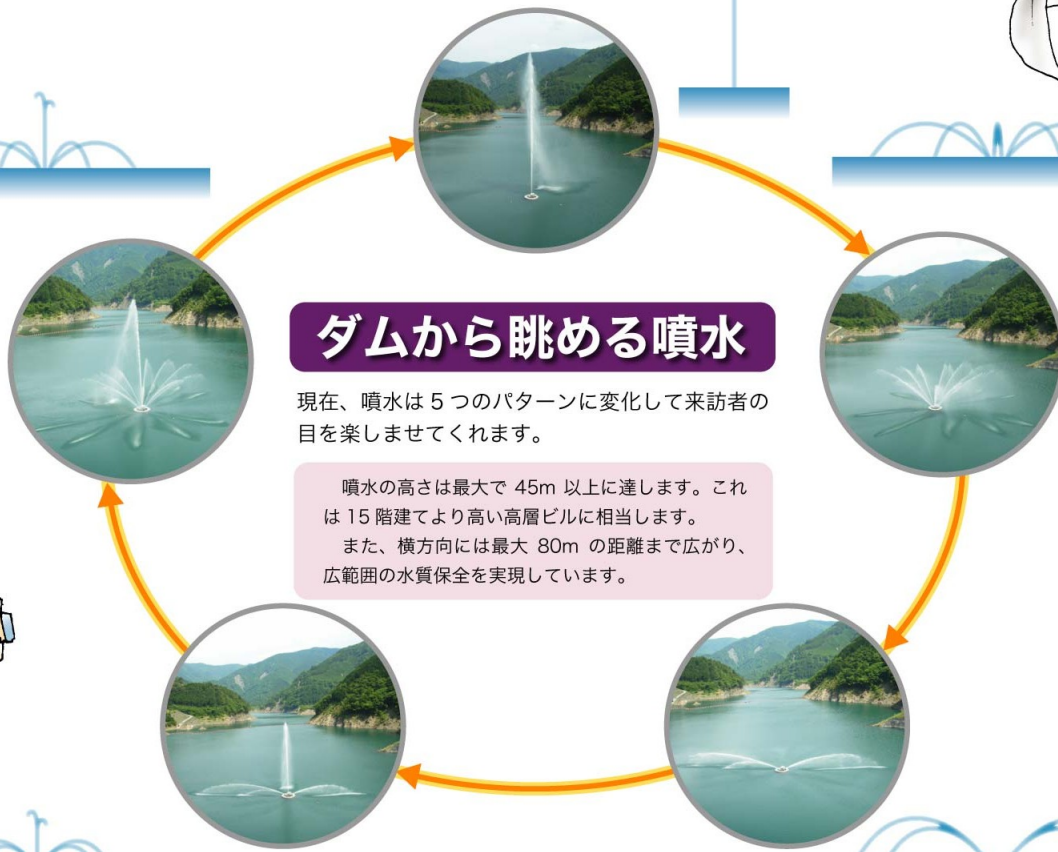 ダムから眺める噴水
現在、噴水は5つのパターンに変化して来訪者の
目を楽しませてくれます。
噴水の高さは最大で 45m 以上に達します。これ
は15階建てより高い高層ビルに相当します。
また、横方向には最大 80m の距離まで広がり、
広範囲の水質保全を実現しています。